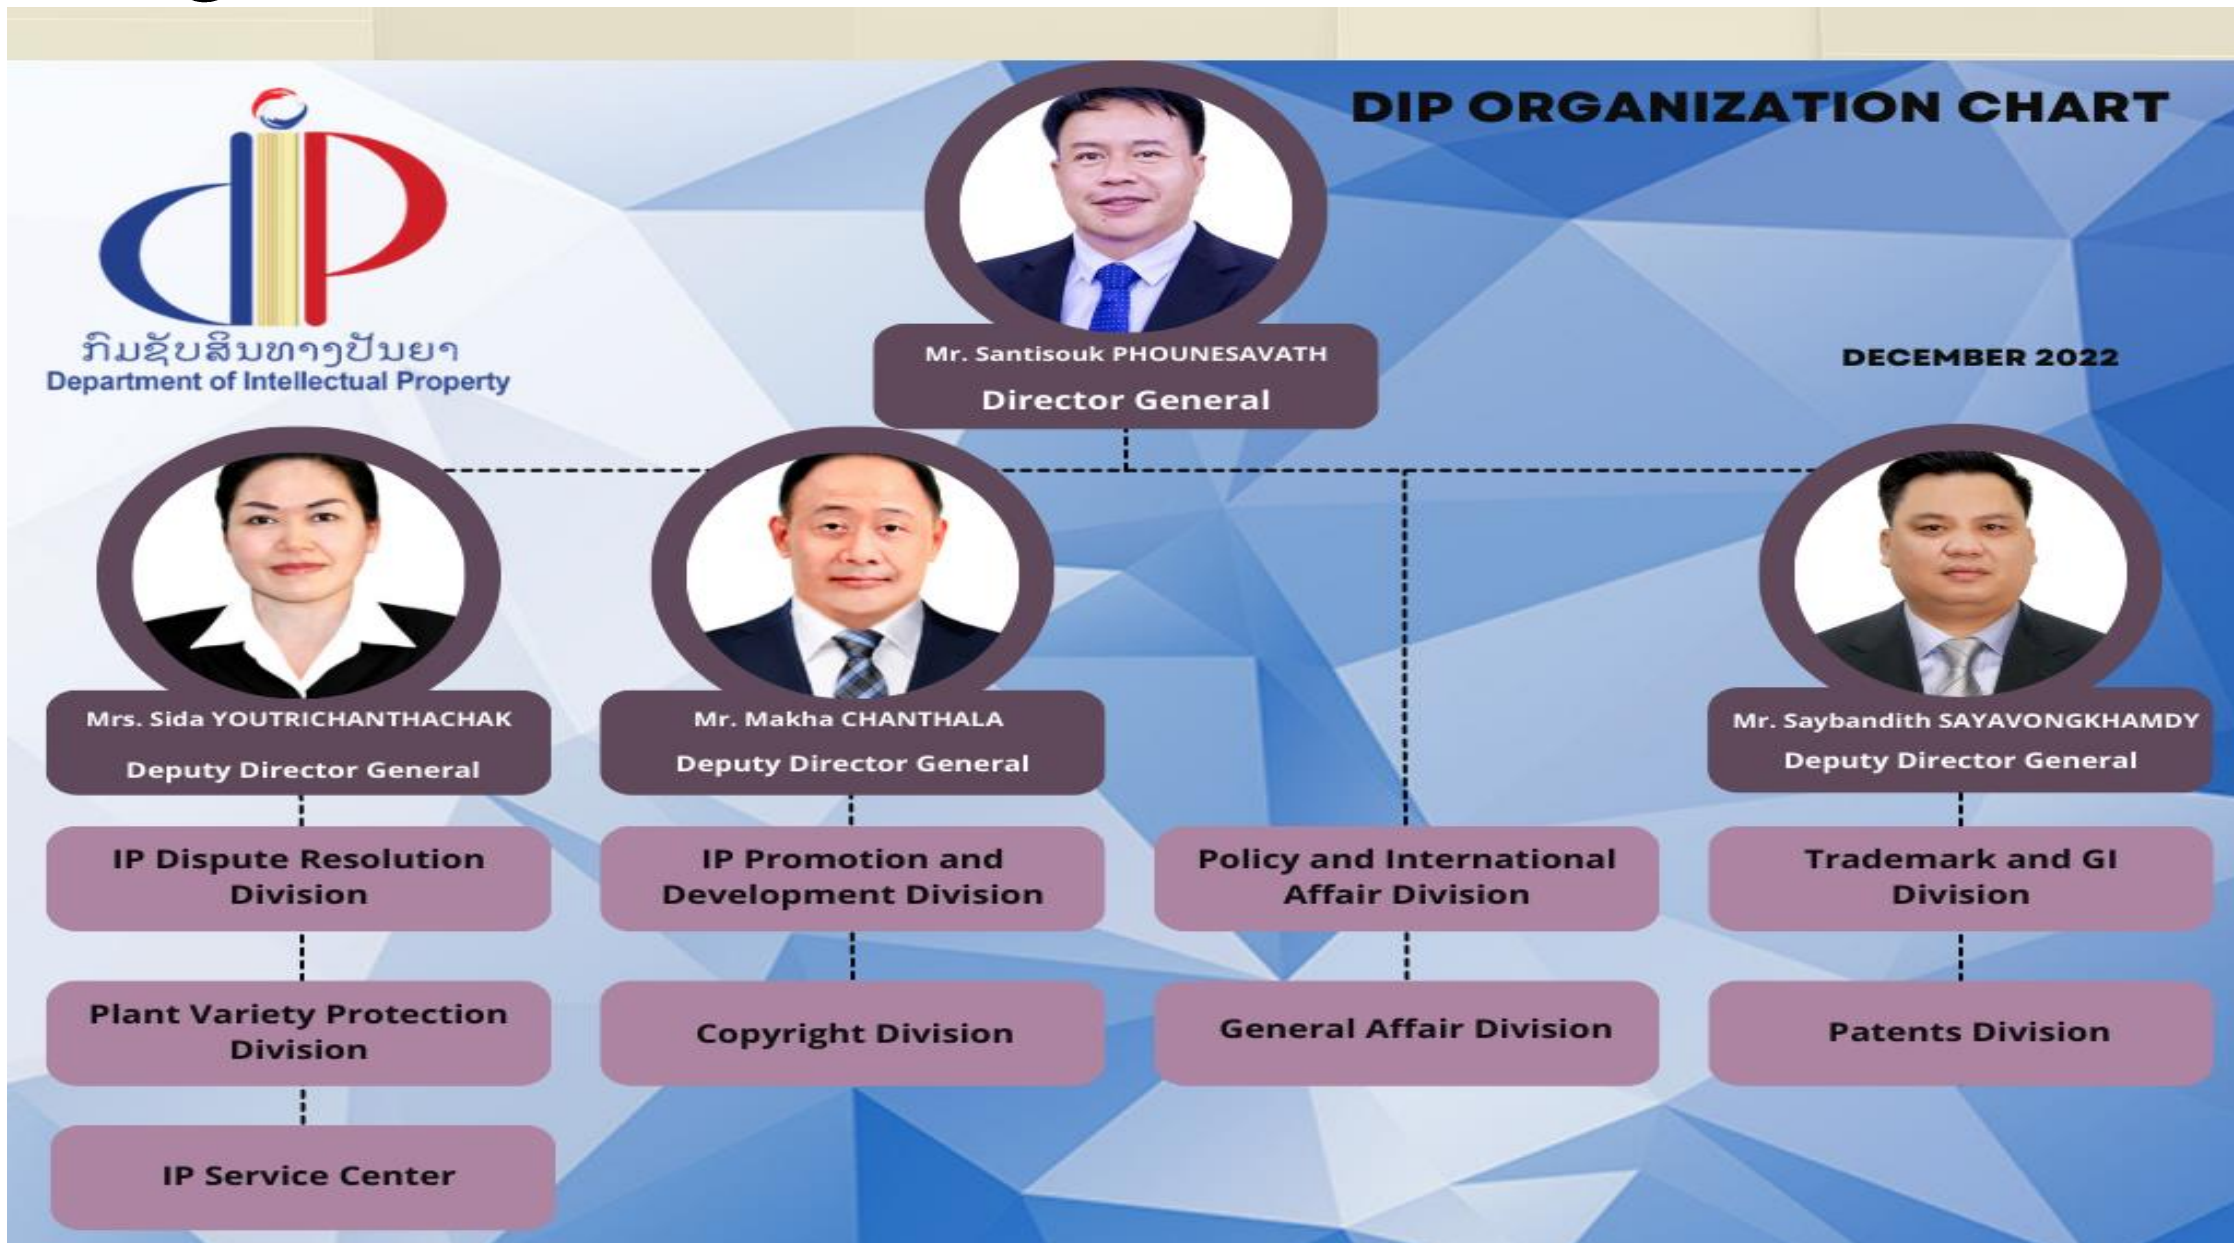 DIP ORGANIZATION CHART
ກົມຊັບສິນທາງປັນຍາ
Department of Intellectual Property
Mr. Santisouk PHOUNESAVATH
Director General
DECEMBER 2022
Mrs. Sida YOUTRICHANTHACHAK
Deputy Director General
Mr. Makha CHANTHALA
Deputy Director General
Mr. Saybandith SAYAVONGKHAMDY
Deputy Director General
IP Dispute Resolution
Division
IP Promotion and
Development Division
Policy and International
Affair Division
Trademark and GI
Division
Plant Variety Protection
Division
Copyright Division
General Affair Division
Patents Division
IP Service Center